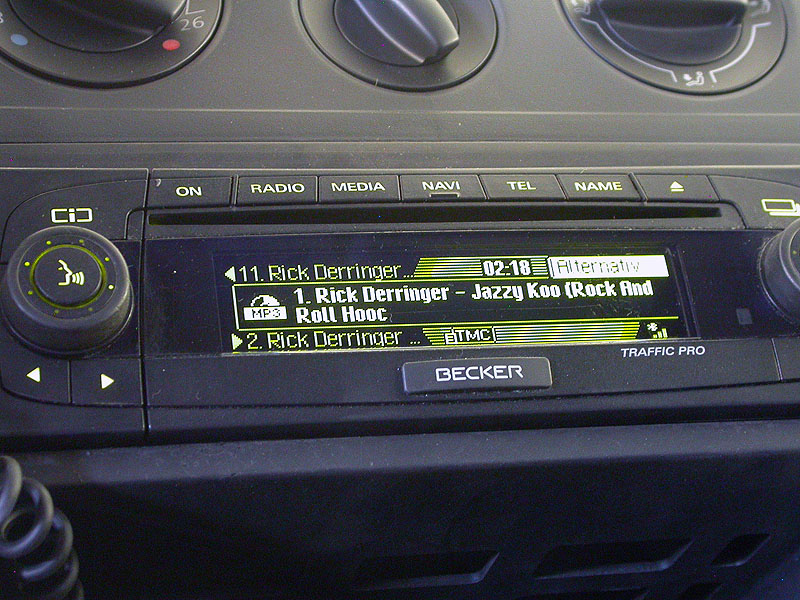 26
ON RADIO MEDIA NAVI TEL NAME
11. Rick Derringer... 02:18 Alternativ
MP3 1. Rick Derringer - Jazzy Koo (Rock And
Roll Hooc
2. Rick Derringer ... TMC
TRAFFIC PRO
BECKER